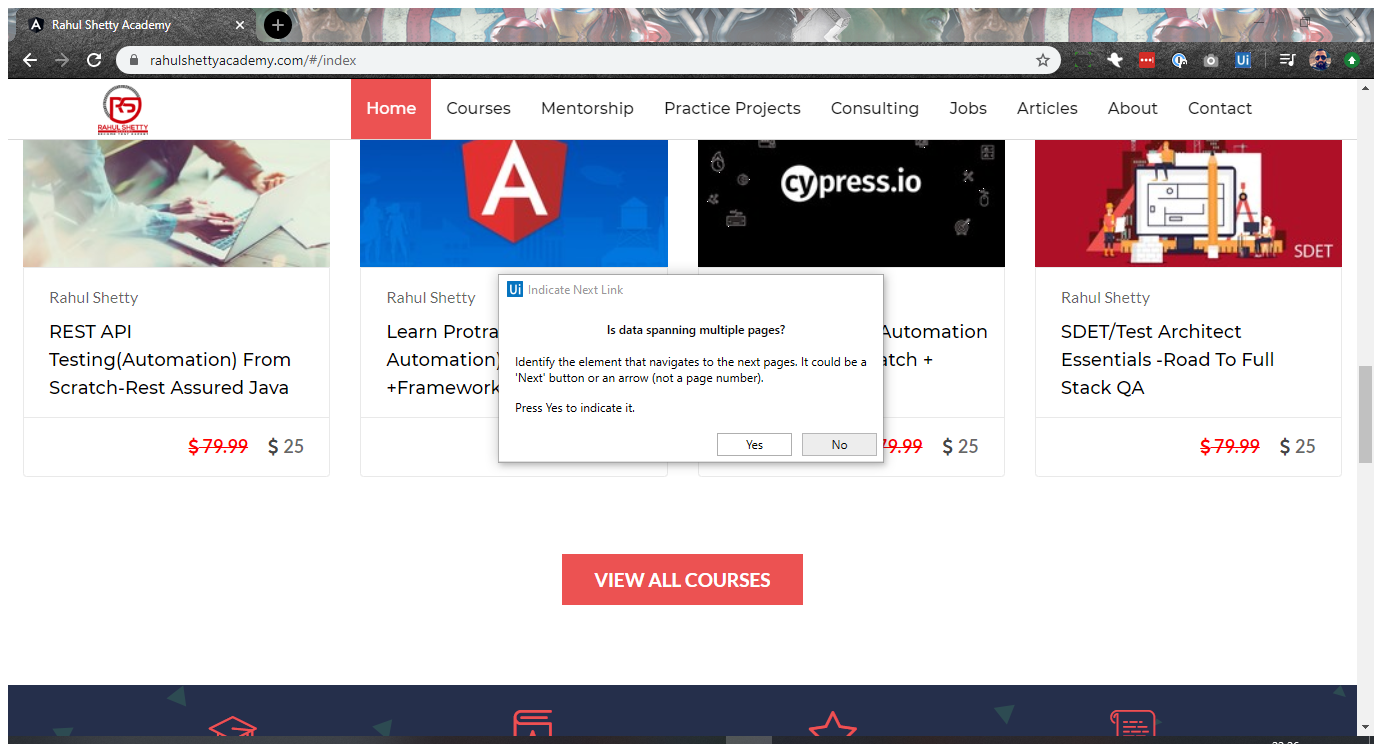 Rahul Shetty Academy
rahulshettyacademy.com/#/index
Ui
RS
RAHUL SHETTY
Home Courses Mentorship Practice Projects Consulting Jobs Articles About Contact
cypress.io
SDET
Rahul Shetty
REST API
Testing(Automation) From
Scratch-Rest Assured Java
$ 79.99 $ 25
Rahul Shetty
Learn Protra
Automation)
+Framework
Automation
atch +
79.99 $ 25
Rahul Shetty
SDET/Test Architect
Essentials -Road To Full
Stack QA
$ 79.99 $ 25
Ui Indicate Next Link
Is data spanning multiple pages?
Identify the element that navigates to the next pages. It could be a
'Next' button or an arrow (not a page number).
Press Yes to indicate it.
Yes No
VIEW ALL COURSES